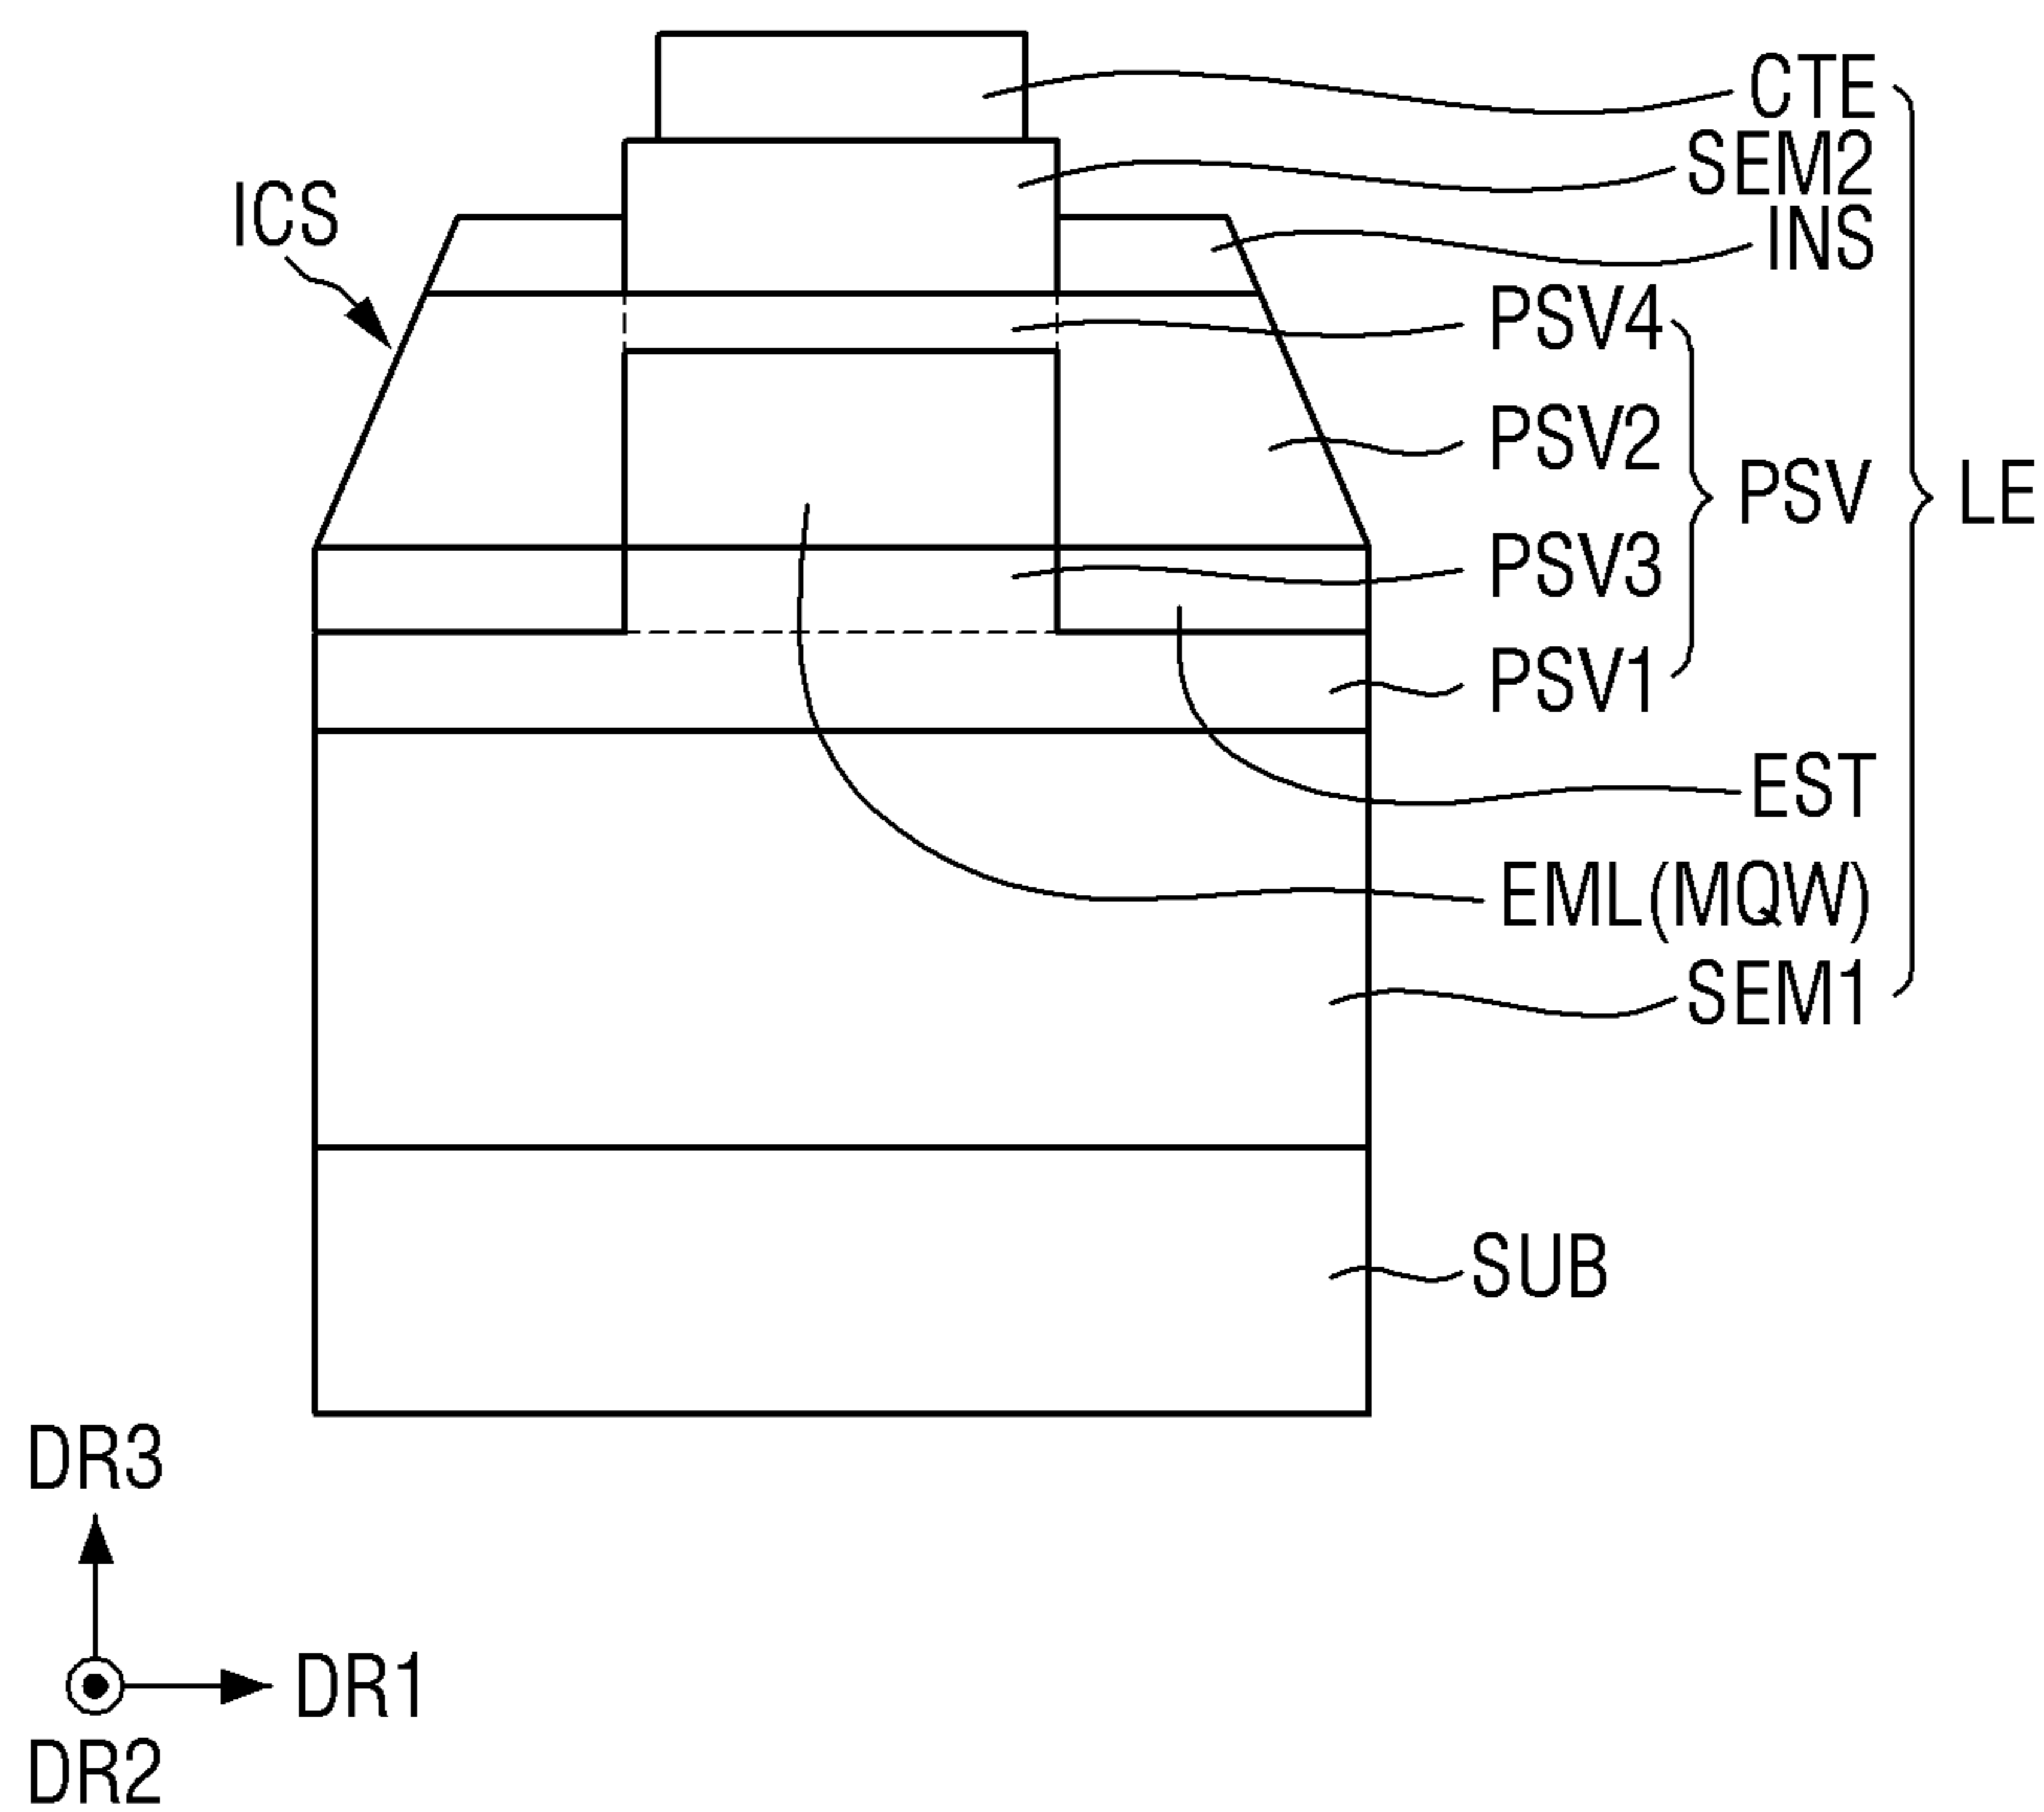 CTE
SEM2
ICS
INS
PSV4
PSV2
PSV LE
PSV3
PSV1
EST
EML(MQW)
SEM1
SUB
DR3
DR1
DR2